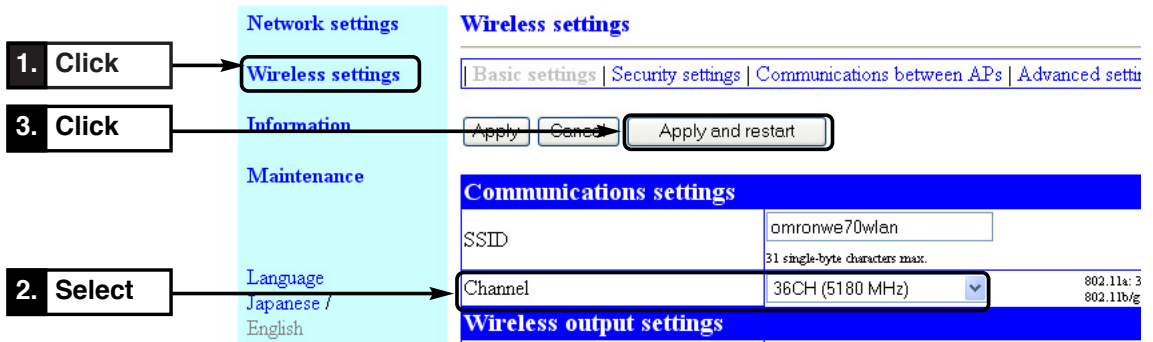 Network settings
Wireless settings
1. Click
Wireless settings
| Basic settings | Security settings | Communications between APs | Advanced settin
3. Click
Information
Apply
Cancel
Apply and restart
Maintenance
Communications settings
SSID
omronwe70wlan
31 single-byte characters max.
2. Select
Language
Japanese /
English
Channel
36CH (5180 MHz)
802.11a: 3
802.11b/g
Wireless output settings